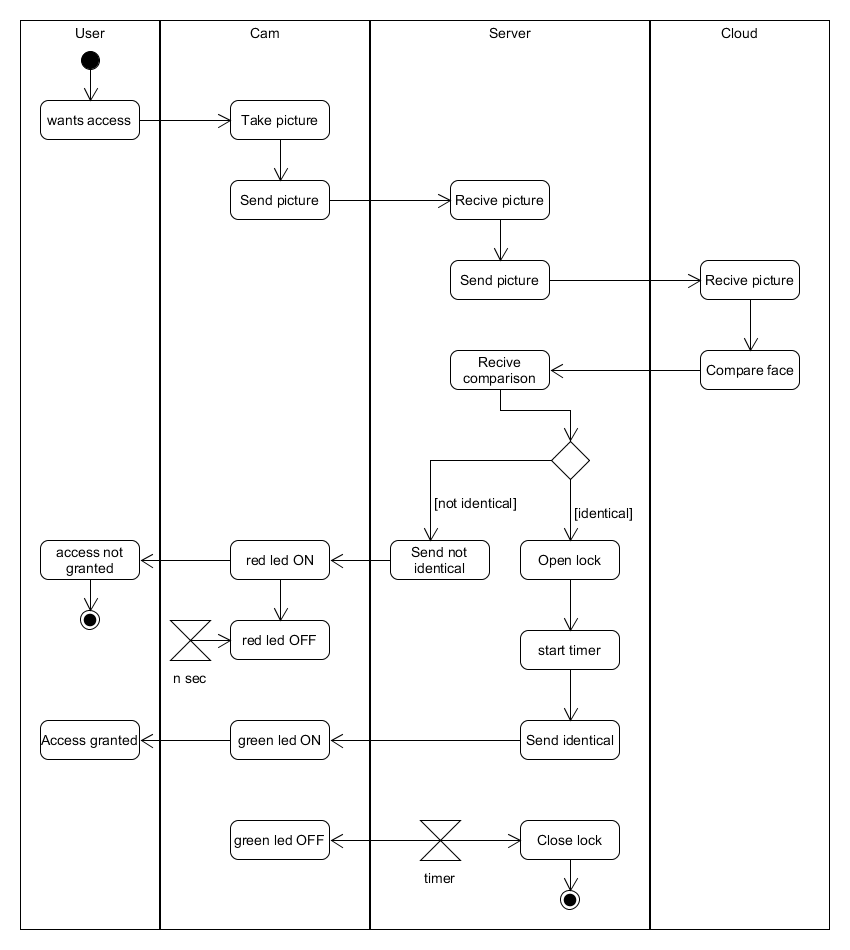 User
Cam
Server
Cloud
wants access
Take picture
Send picture
Recive picture
Send picture
Recive picture
Recive
comparison
Compare face
[not identical]
[identical]
access not
granted
red led ON
Send not
identical
Open lock
red led OFF
n sec
start timer
Access granted
green led ON
Send identical
green led OFF
timer
Close lock